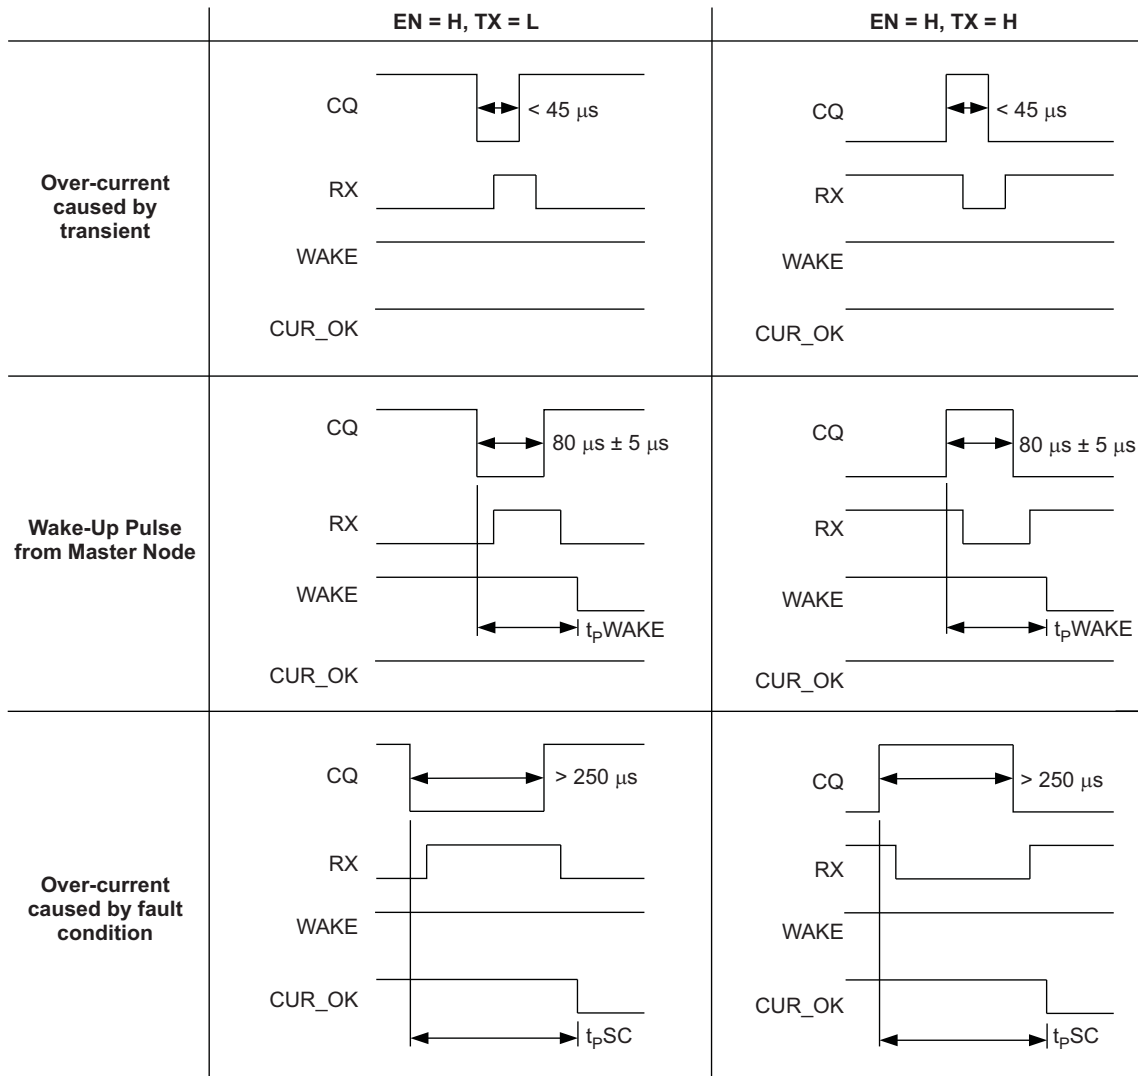 EN = H, TX = L
EN = H, TX = H
Over-current
caused by
transient
CQ
< 45 μs
RX
WAKE
CUR_OK
CQ
< 45 μs
RX
WAKE
CUR_OK
Wake-Up Pulse
from Master Node
CQ
80 μs ± 5 μs
RX
WAKE
tPWAKE
CUR_OK
CQ
80 μs ± 5 μs
RX
WAKE
tPWAKE
CUR_OK
Over-current
caused by fault
condition
CQ
> 250 μs
RX
WAKE
CUR_OK
tPSC
CQ
> 250 μs
RX
WAKE
CUR_OK
tPSC